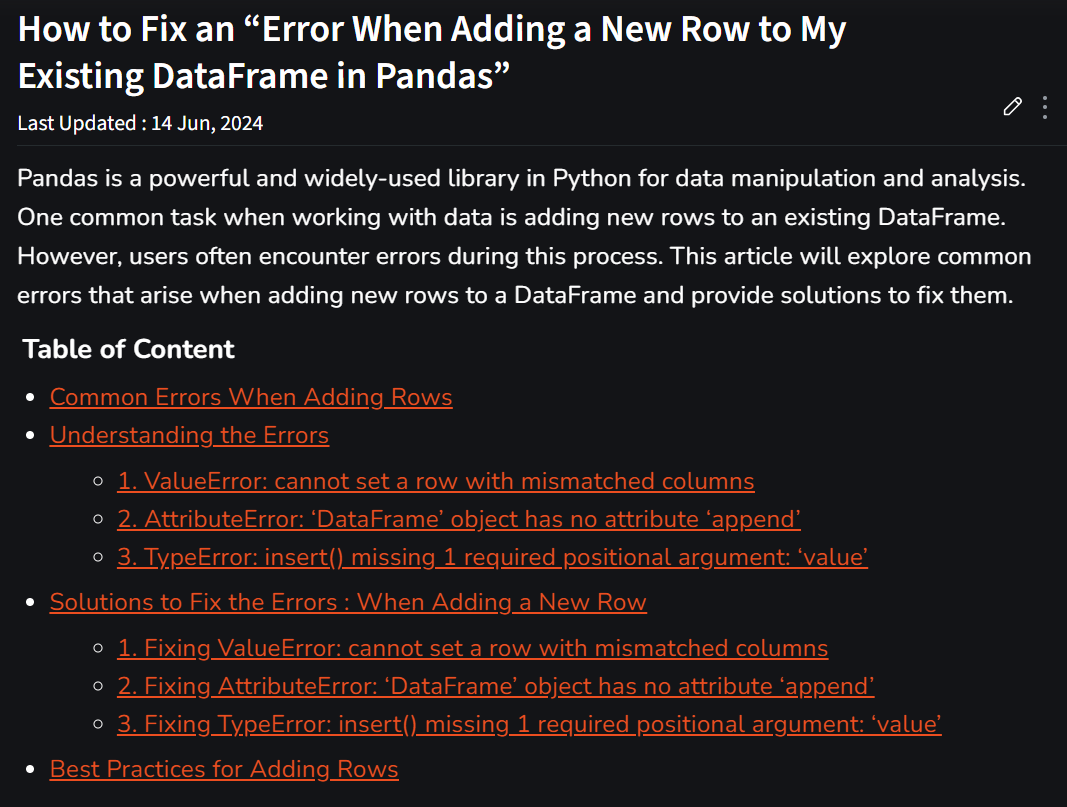 How to Fix an “Error When Adding a New Row to My
Existing DataFrame in Pandas”
Last Updated : 14 Jun, 2024
Pandas is a powerful and widely-used library in Python for data manipulation and analysis.
One common task when working with data is adding new rows to an existing DataFrame.
However, users often encounter errors during this process. This article will explore common
errors that arise when adding new rows to a DataFrame and provide solutions to fix them.
Table of Content
Common Errors When Adding Rows
Understanding the Errors
1. ValueError: cannot set a row with mismatched columns
2. AttributeError: ‘DataFrame’ object has no attribute ‘append’
3. TypeError: insert() missing 1 required positional argument: ‘value’
Solutions to Fix the Errors : When Adding a New Row
1. Fixing ValueError: cannot set a row with mismatched columns
2. Fixing AttributeError: ‘DataFrame’ object has no attribute ‘append’
3. Fixing TypeError: insert() missing 1 required positional argument: ‘value’
Best Practices for Adding Rows